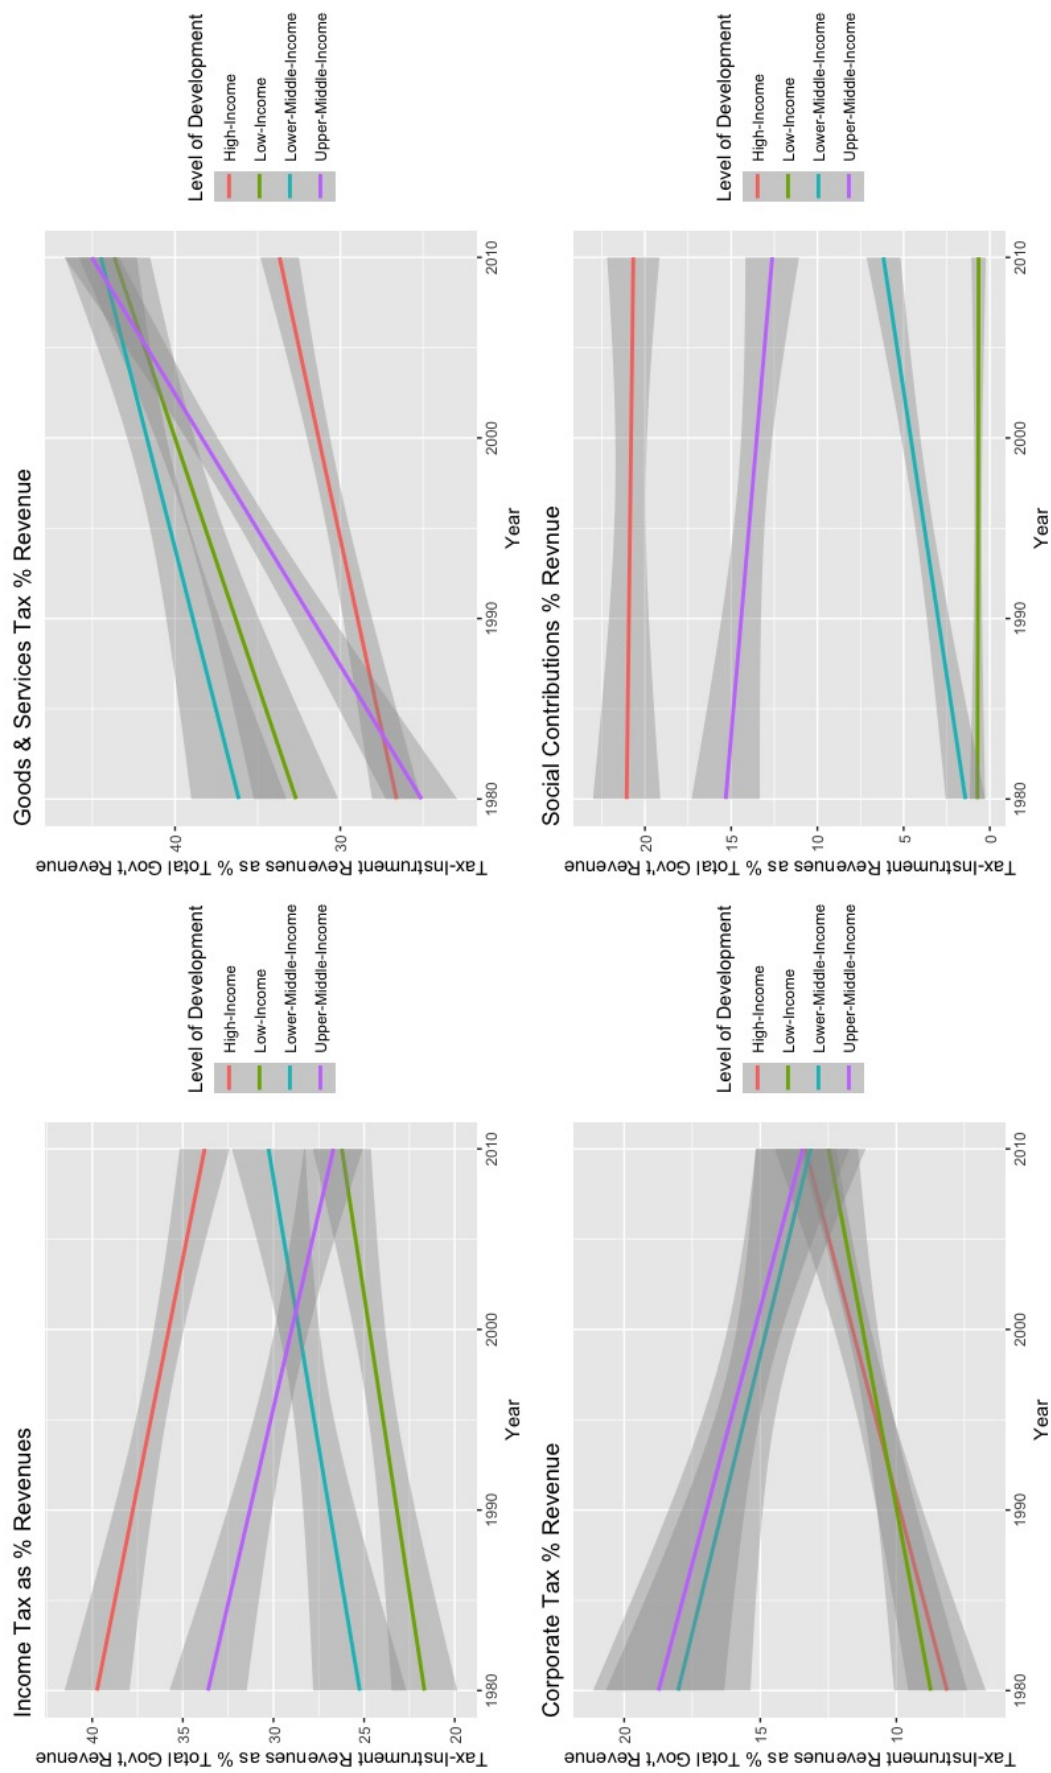 Income Tax as % Revenues
Tax-Instrument Revenues as % Total Gov't Revenue
40
35
30
25
20
1980
1990
2000
2010
Year
Level of Development
High-Income
Low-Income
Lower-Middle-Income
Upper-Middle-Income
Goods & Services Tax % Revenue
Tax-Instrument Revenues as % Total Gov't Revenue
40
30
1980
1990
2000
2010
Year
Level of Development
High-Income
Low-Income
Lower-Middle-Income
Upper-Middle-Income
Corporate Tax % Revenue
Tax-Instrument Revenues as % Total Gov't Revenue
20
15
10
1980
1990
2000
2010
Year
Level of Development
High-Income
Low-Income
Lower-Middle-Income
Upper-Middle-Income
Social Contributions % Revnue
Tax-Instrument Revenues as % Total Gov't Revenue
20
15
10
5
0
1980
1990
2000
2010
Year
Level of Development
High-Income
Low-Income
Lower-Middle-Income
Upper-Middle-Income